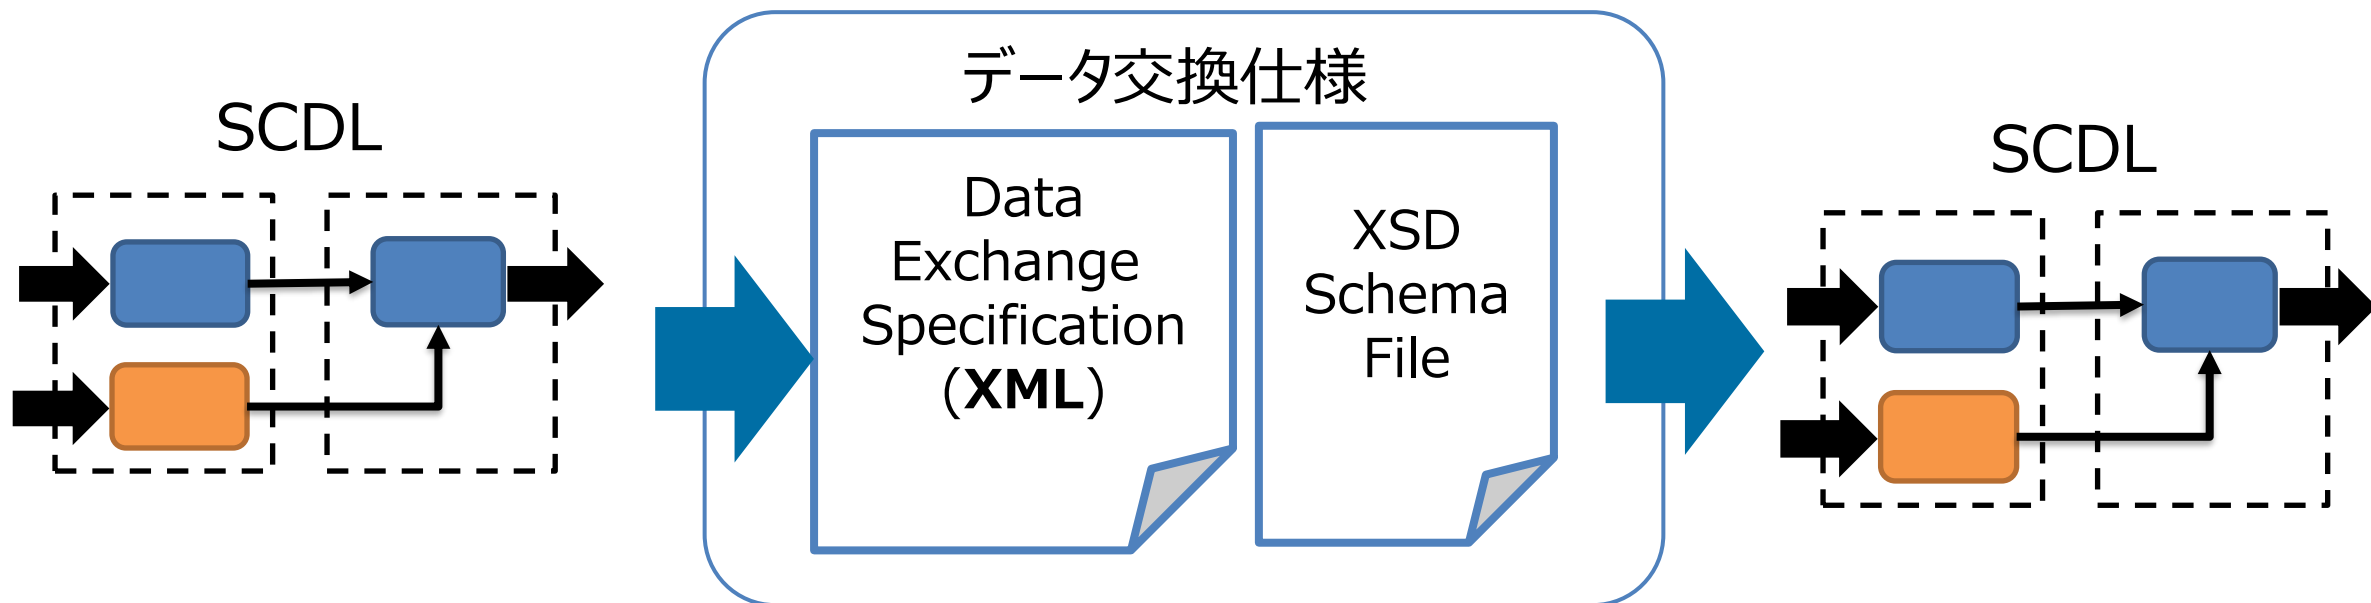 SCDL
データ交換仕様
Data
Exchange
Specification
(XML)
XSD
Schema
File
SCDL